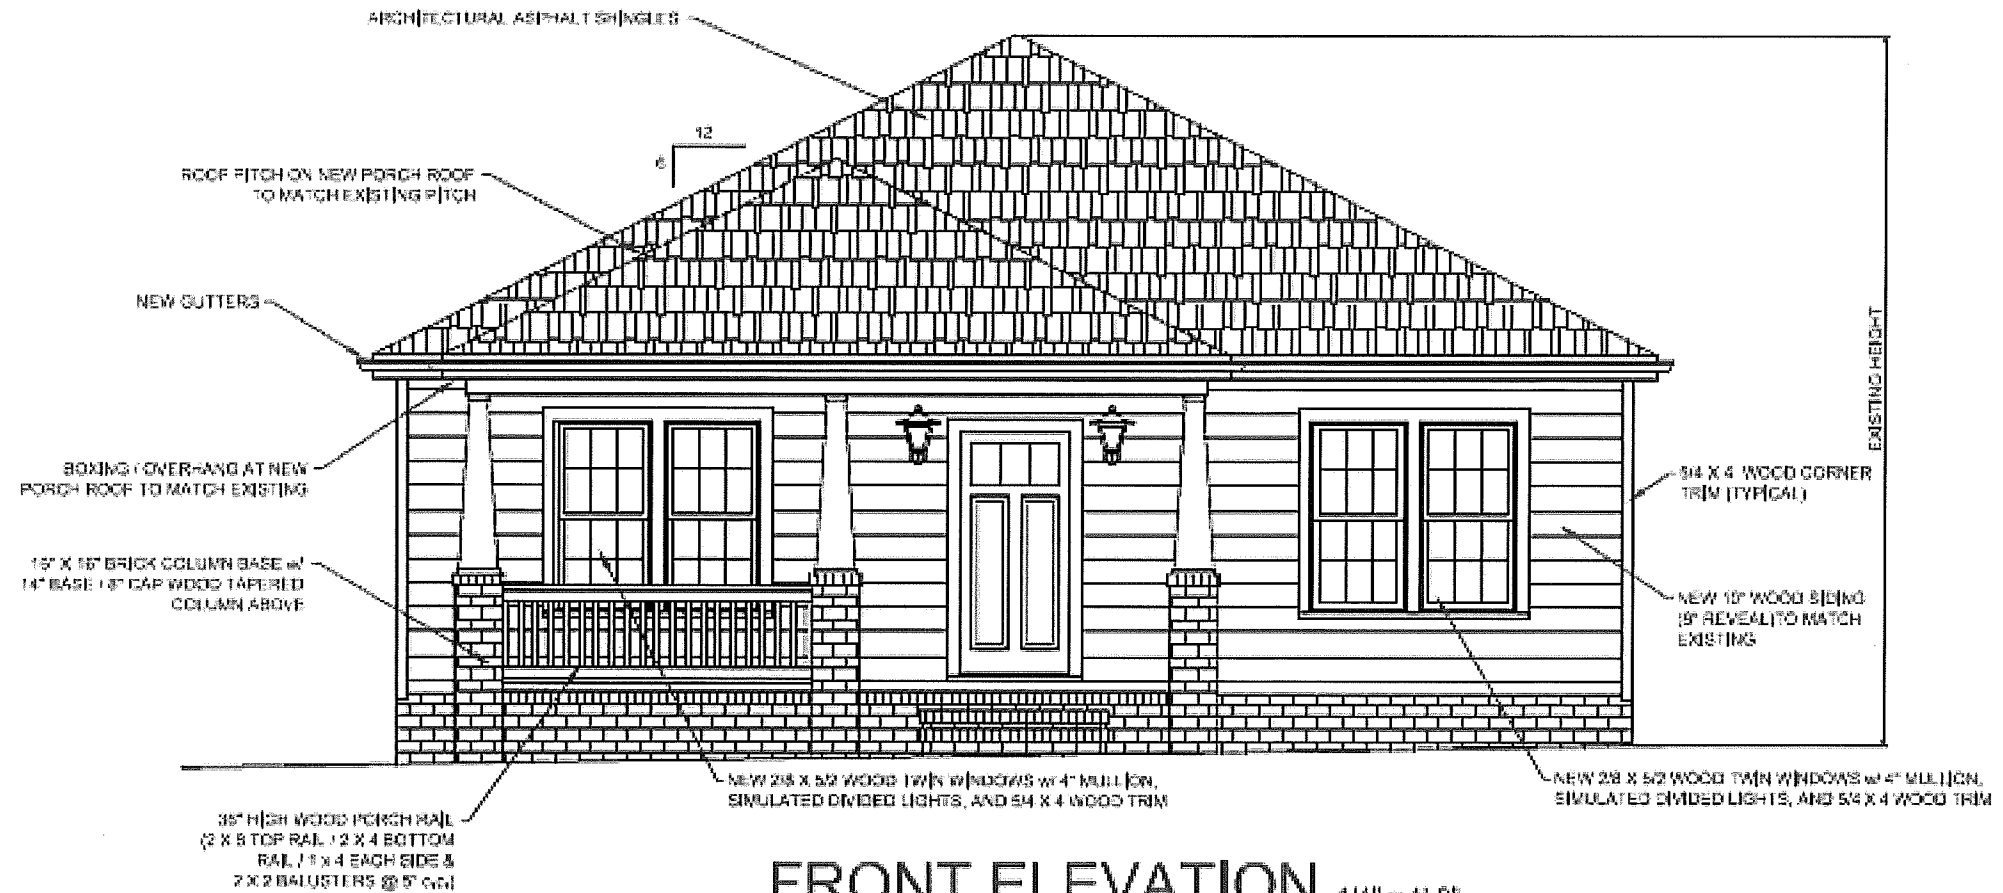 ARCHITECTURAL ASPHALT SHINGLES
12
6
ROOF PITCH ON NEW PORCH ROOF
TO MATCH EXISTING PITCH
NEW GUTTERS
EXISTING HEIGHT
BOXING / OVERHANG AT NEW
PORCH ROOF TO MATCH EXISTING
5/4 X 4 WOOD CORNER
TRIM (TYPICAL)
16" X 16" BRICK COLUMN BASE w/
14" BASE / 8" CAP WOOD TAPERED
COLUMN ABOVE
NEW 10" WOOD SIDING
(9" REVEAL) TO MATCH
EXISTING
NEW 2/8 X 5/2 WOOD TWIN WINDOWS w/ 4" MULLION,
SIMULATED DIVIDED LIGHTS, AND 5/4 X 4 WOOD TRIM
NEW 2/8 X 5/2 WOOD TWIN WINDOWS w/ 4" MULLION,
SIMULATED DIVIDED LIGHTS, AND 5/4 X 4 WOOD TRIM
HIGH WOOD PORCH RAIL
TOP RAIL / 2 X 4 BOTTOM
RAIL / 1 x 4 EACH SIDE &
2 X 2 BALUSTERS @ 5"
FRONT ELEVATION